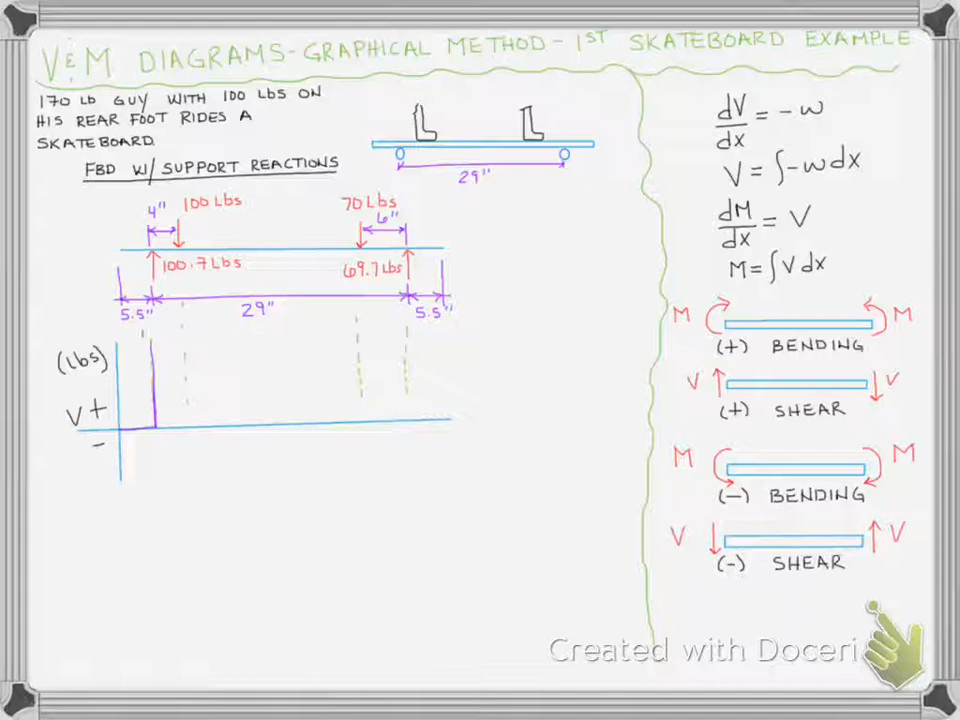 V & M DIAGRAMS - GRAPHICAL METHOD - 1ST SKATEBOARD EXAMPLE
170 lb GUY WITH 100 LBS ON
HIS REAR FOOT RIDES A
SKATEBOARD.
FBD W/ SUPPORT REACTIONS
29"
4" 100 Lbs
70 Lbs
6"
100.7 Lbs
69.7 Lbs
5.5" 29" 5.5"
(Lbs)
V +
-
dV/dx = -w
V = ∫-w dx
dM/dx = V
M = ∫V dx
M M
(+) BENDING
V V
(+) SHEAR
M M
(-) BENDING
V V
(-) SHEAR
Created with Doceri